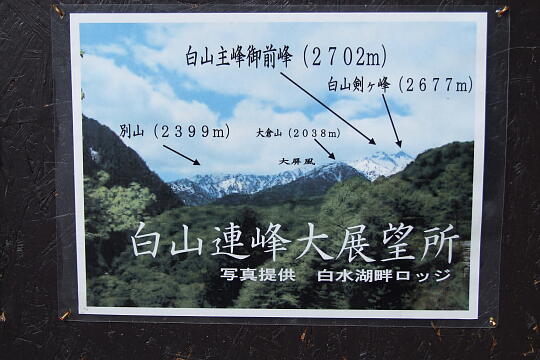 白山主峰御前峰(2702m)
白山剣ヶ峰(2677m)
別山(2399m)
大倉山(2038m)
大屏風
白山連峰大展望所
写真提供 白水湖畔ロッジ